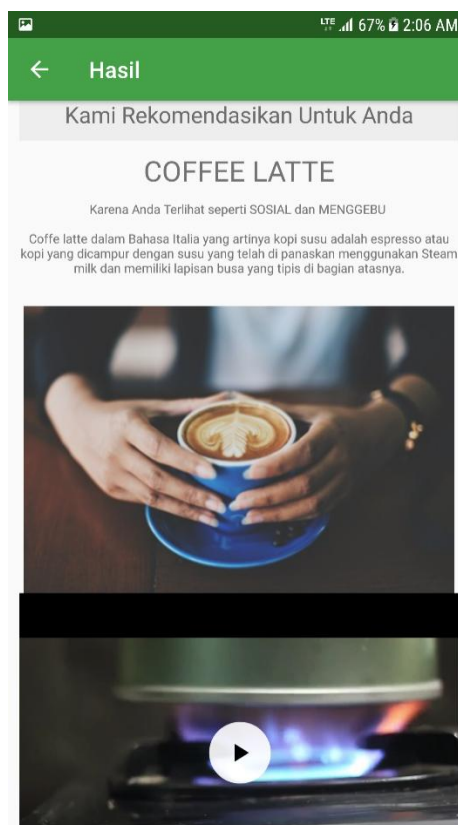 LTE 67% 2:06 AM
Hasil
Kami Rekomendasikan Untuk Anda
COFFEE LATTE
Karena Anda Terlihat seperti SOSIAL dan MENGGEBU
Coffe latte dalam Bahasa Italia yang artinya kopi susu adalah espresso atau
kopi yang dicampur dengan susu yang telah di panaskan menggunakan Steam
milk dan memiliki lapisan busa yang tipis di bagian atasnya.